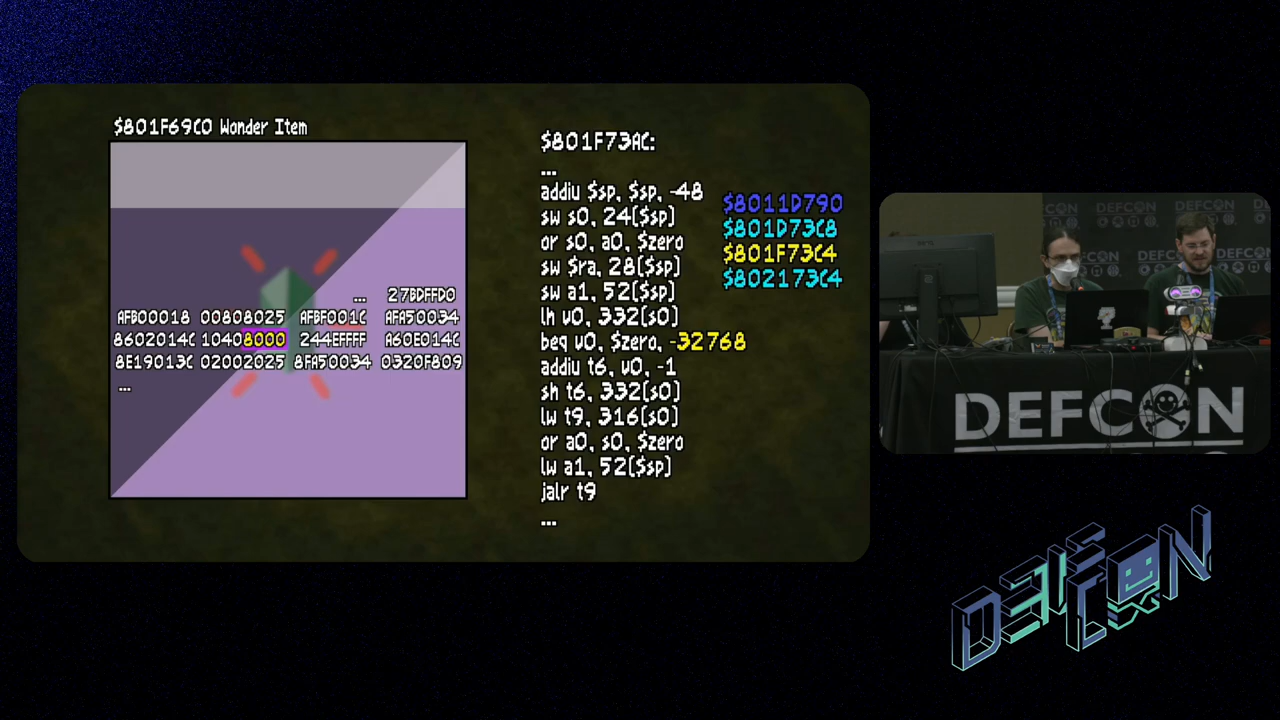 $801F69C0 Wonder Item
... 27BDFFD0
AFB00018 00808025 AFBF001C AFA50034
8602014C 10408000 244EFFFF A60E014C
8E19013C 02002025 8FA50034 0320F809
...
$801F73AC:
...
addiu $sp, $sp, -48
sw s0, 24($sp)
or s0, a0, $zero
sw $ra, 28($sp)
sw a1, 52($sp)
lh v0, 332(s0)
beq v0, $zero, -32768
addiu t6, v0, -1
sh t6, 332(s0)
lw t9, 316(s0)
or a0, s0, $zero
lw a1, 52($sp)
jalr t9
...
$8011D790
$801D73C8
$801F73C4
$802173C4
DEFCON
DEFCON
DEFCON
DEFCON